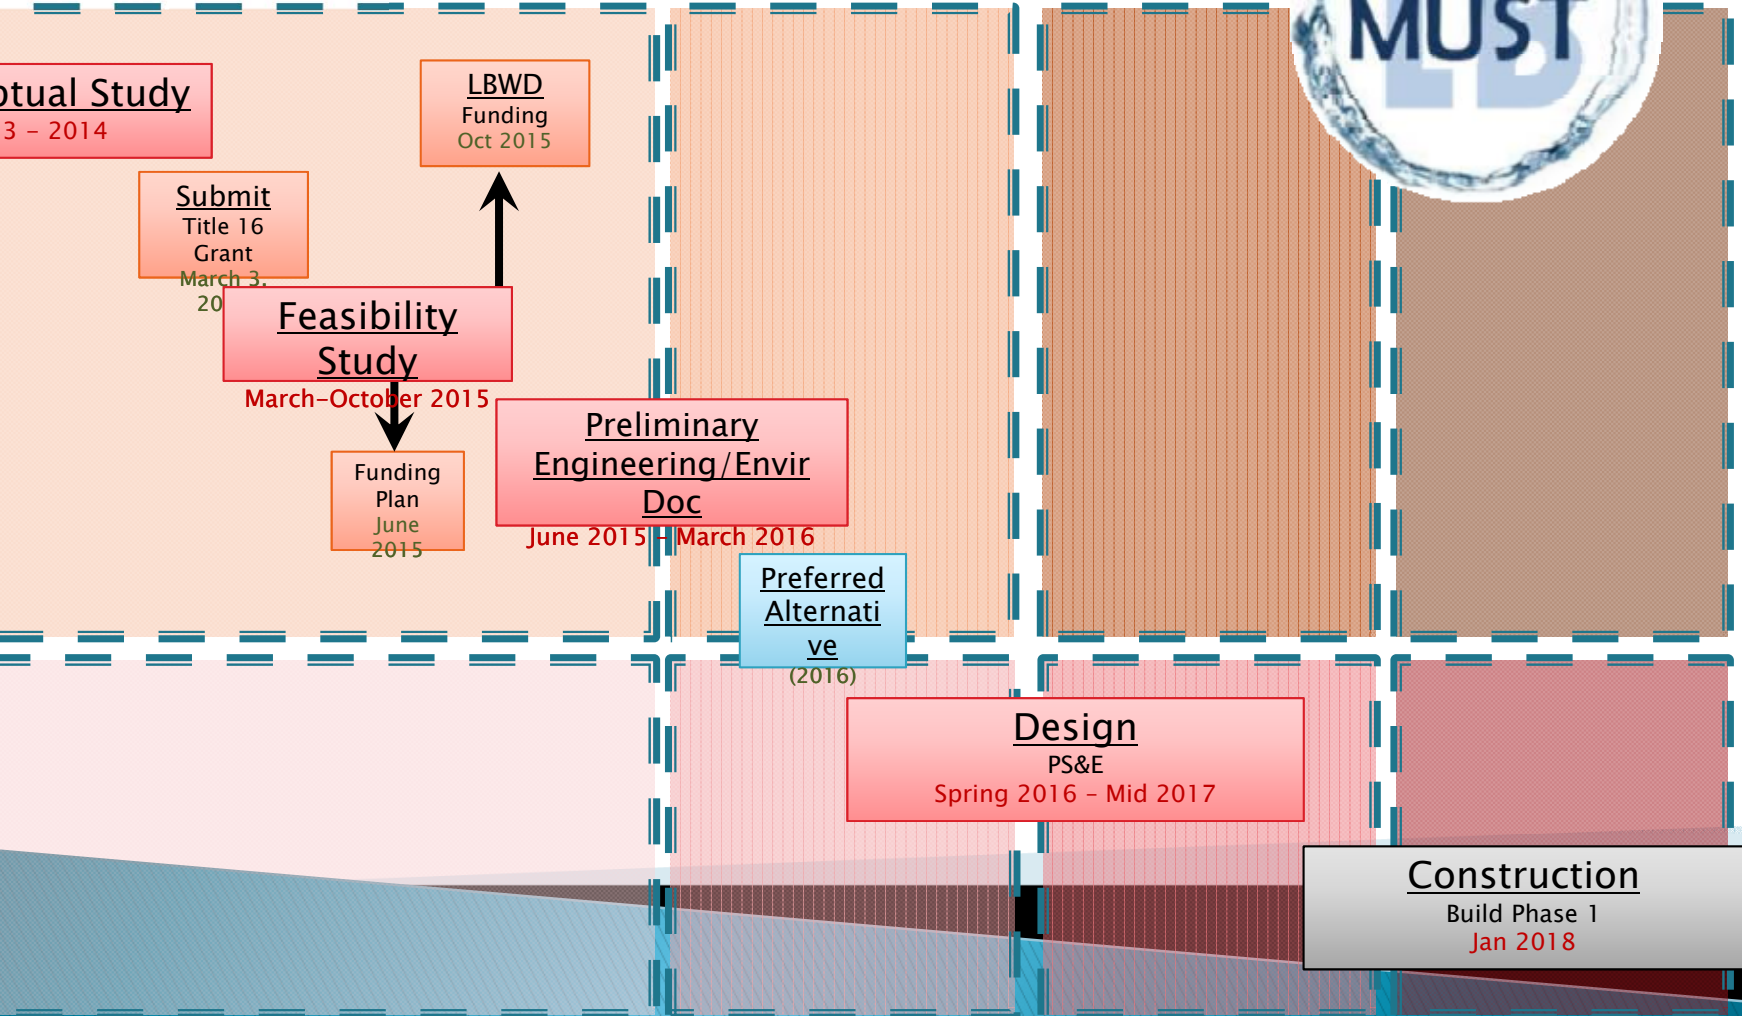 MUST
LB
ptual Study
3 – 2014
LBWD
Funding
Oct 2015
Submit
Title 16
Grant
March 3,
20
Feasibility
Study
March-October 2015
Funding
Plan
June
2015
Preliminary
Engineering/Envir
Doc
June 2015 – March 2016
Preferred
Alternati
ve
(2016)
Design
PS&E
Spring 2016 – Mid 2017
Construction
Build Phase 1
Jan 2018